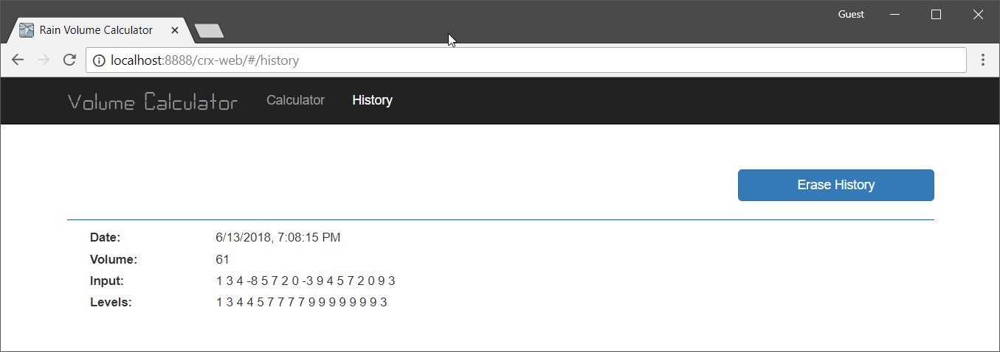 Guest
Rain Volume Calculator
localhost:8888/crx-web/#/history
Volume Calculator Calculator History
Erase History
Date: 6/13/2018, 7:08:15 PM
Volume: 61
Input: 1 3 4 -8 5 7 2 0 -3 9 4 5 7 2 0 9 3
Levels: 1 3 4 4 5 7 7 7 7 9 9 9 9 9 9 9 3